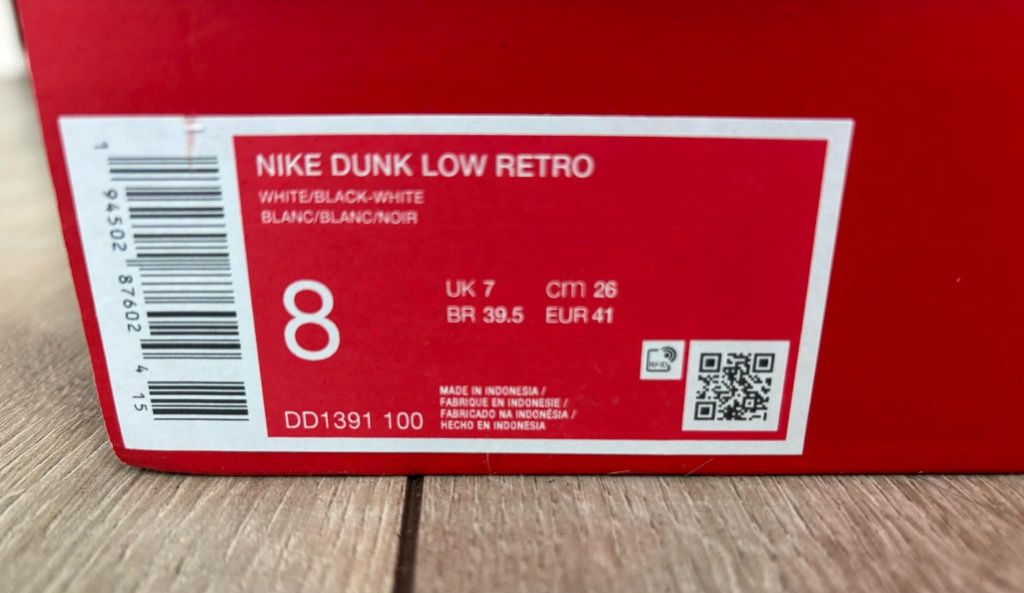 1 94502 87602 4 15
NIKE DUNK LOW RETRO
WHITE/BLACK-WHITE
BLANC/BLANC/NOIR
8
UK 7 cm 26
BR 39.5 EUR 41
RFID
DD1391 100
MADE IN INDONESIA /
FABRIQUE EN INDONESIE /
FABRICADO NA INDONÉSIA /
HECHO EN INDONESIA